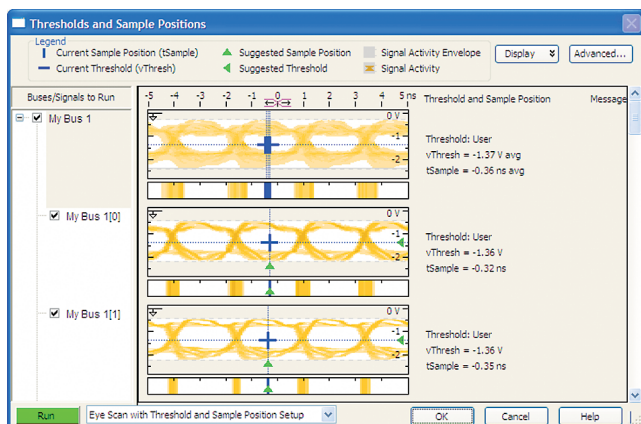 Thresholds and Sample Positions
Legend
Current Sample Position (tSample)
Suggested Sample Position
Signal Activity Envelope
Current Threshold (vThresh)
Suggested Threshold
Signal Activity
Display
Advanced...
Buses/Signals to Run
-5 -4 -3 -2 -1 0 1 2 3 4 5 ns
Threshold and Sample Position
Message
My Bus 1
0 V
-1
-2
Threshold: User
vThresh = -1.37 V avg
tSample = -0.36 ns avg
My Bus 1[0]
0 V
-1
-2
Threshold: User
vThresh = -1.36 V
tSample = -0.32 ns
My Bus 1[1]
0 V
-1
-2
Threshold: User
vThresh = -1.36 V
tSample = -0.35 ns
Run
Eye Scan with Threshold and Sample Position Setup
OK
Cancel
Help